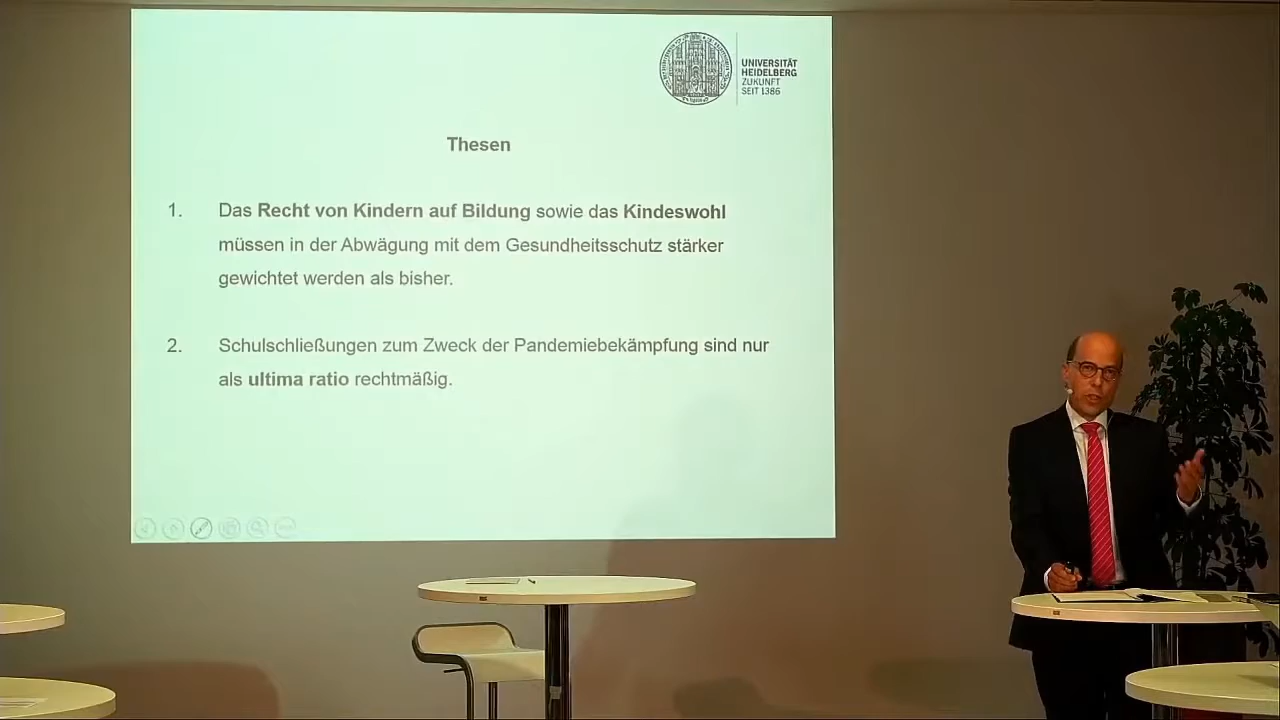 UNIVERSITÄT
HEIDELBERG
ZUKUNFT
SEIT 1386
Thesen
1. Das Recht von Kindern auf Bildung sowie das Kindeswohl
müssen in der Abwägung mit dem Gesundheitsschutz stärker
gewichtet werden als bisher.
2. Schulschließungen zum Zweck der Pandemiebekämpfung sind nur
als ultima ratio rechtmäßig.